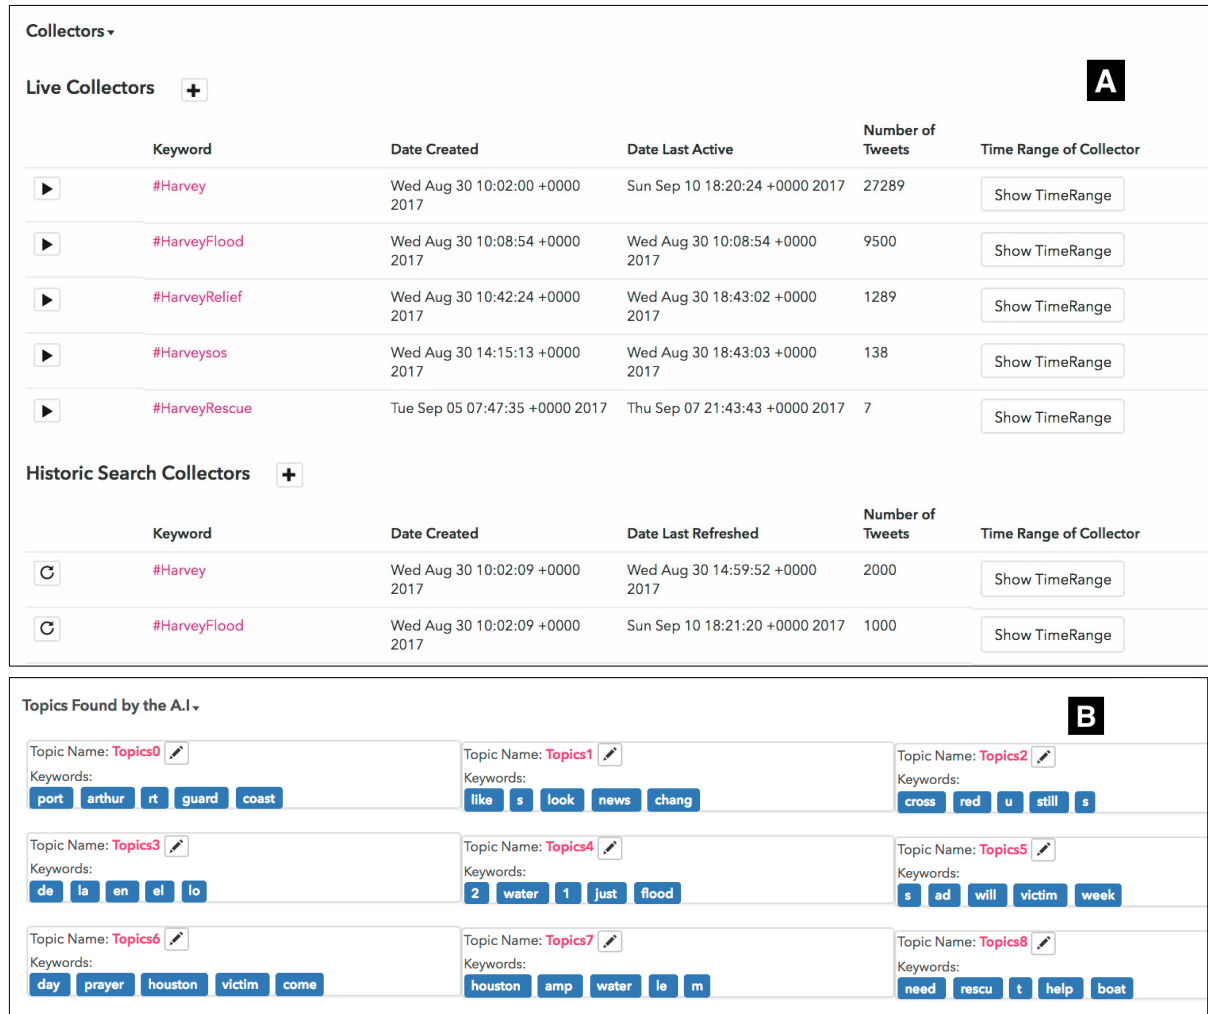 Collectors
A
Live Collectors
Number of
Keyword Date Created Date Last Active Tweets Time Range of Collector
#Harvey Wed Aug 30 10:02:00 +0000 Sun Sep 10 18:20:24 +0000 2017 27289 Show TimeRange
2017
#HarveyFlood Wed Aug 30 10:08:54 +0000 Wed Aug 30 10:08:54 +0000 9500 Show TimeRange
2017 2017
#HarveyRelief Wed Aug 30 10:42:24 +0000 Wed Aug 30 18:43:02 +0000 1289 Show TimeRange
2017 2017
#Harveysos Wed Aug 30 14:15:13 +0000 Wed Aug 30 18:43:03 +0000 138 Show TimeRange
2017 2017
#HarveyRescue Tue Sep 05 07:47:35 +0000 2017 Thu Sep 07 21:43:43 +0000 2017 7 Show TimeRange
Historic Search Collectors
Number of
Keyword Date Created Date Last Refreshed Tweets Time Range of Collector
#Harvey Wed Aug 30 10:02:09 +0000 Wed Aug 30 14:59:52 +0000 2000 Show TimeRange
2017 2017
#HarveyFlood Wed Aug 30 10:02:09 +0000 Sun Sep 10 18:21:20 +0000 2017 1000 Show TimeRange
2017
Topics Found by the A.I
B
Topic Name: Topics0
Keywords:
port arthur rt guard coast
Topic Name: Topics1
Keywords:
like s look news chang
Topic Name: Topics2
Keywords:
cross red u still s
Topic Name: Topics3
Keywords:
de la en el lo
Topic Name: Topics4
Keywords:
2 water 1 just flood
Topic Name: Topics5
Keywords:
s ad will victim week
Topic Name: Topics6
Keywords:
day prayer houston victim come
Topic Name: Topics7
Keywords:
houston amp water le m
Topic Name: Topics8
Keywords:
need rescu t help boat